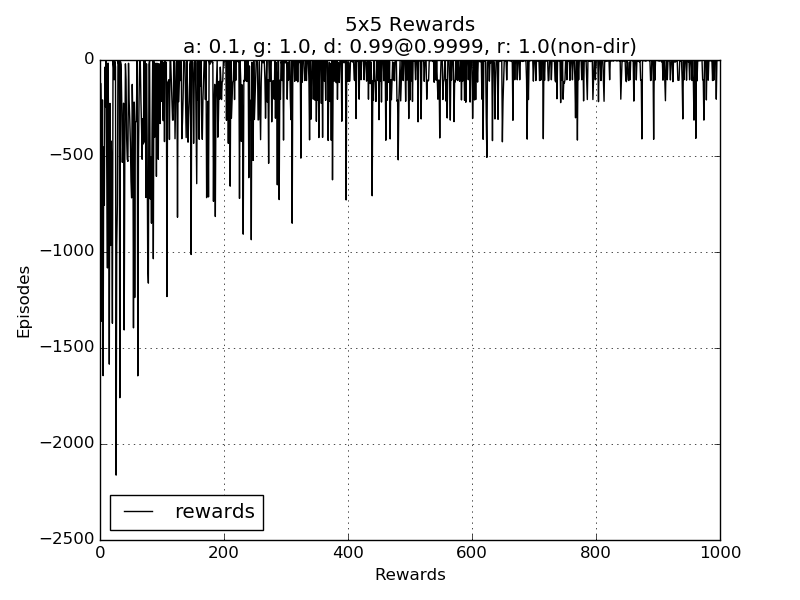 5x5 Rewards
a: 0.1, g: 1.0, d: 0.99@0.9999, r: 1.0(non-dir)
0
−500
−1000
−1500
−2000
−2500
Episodes
rewards
0 200 400 600 800 1000
Rewards